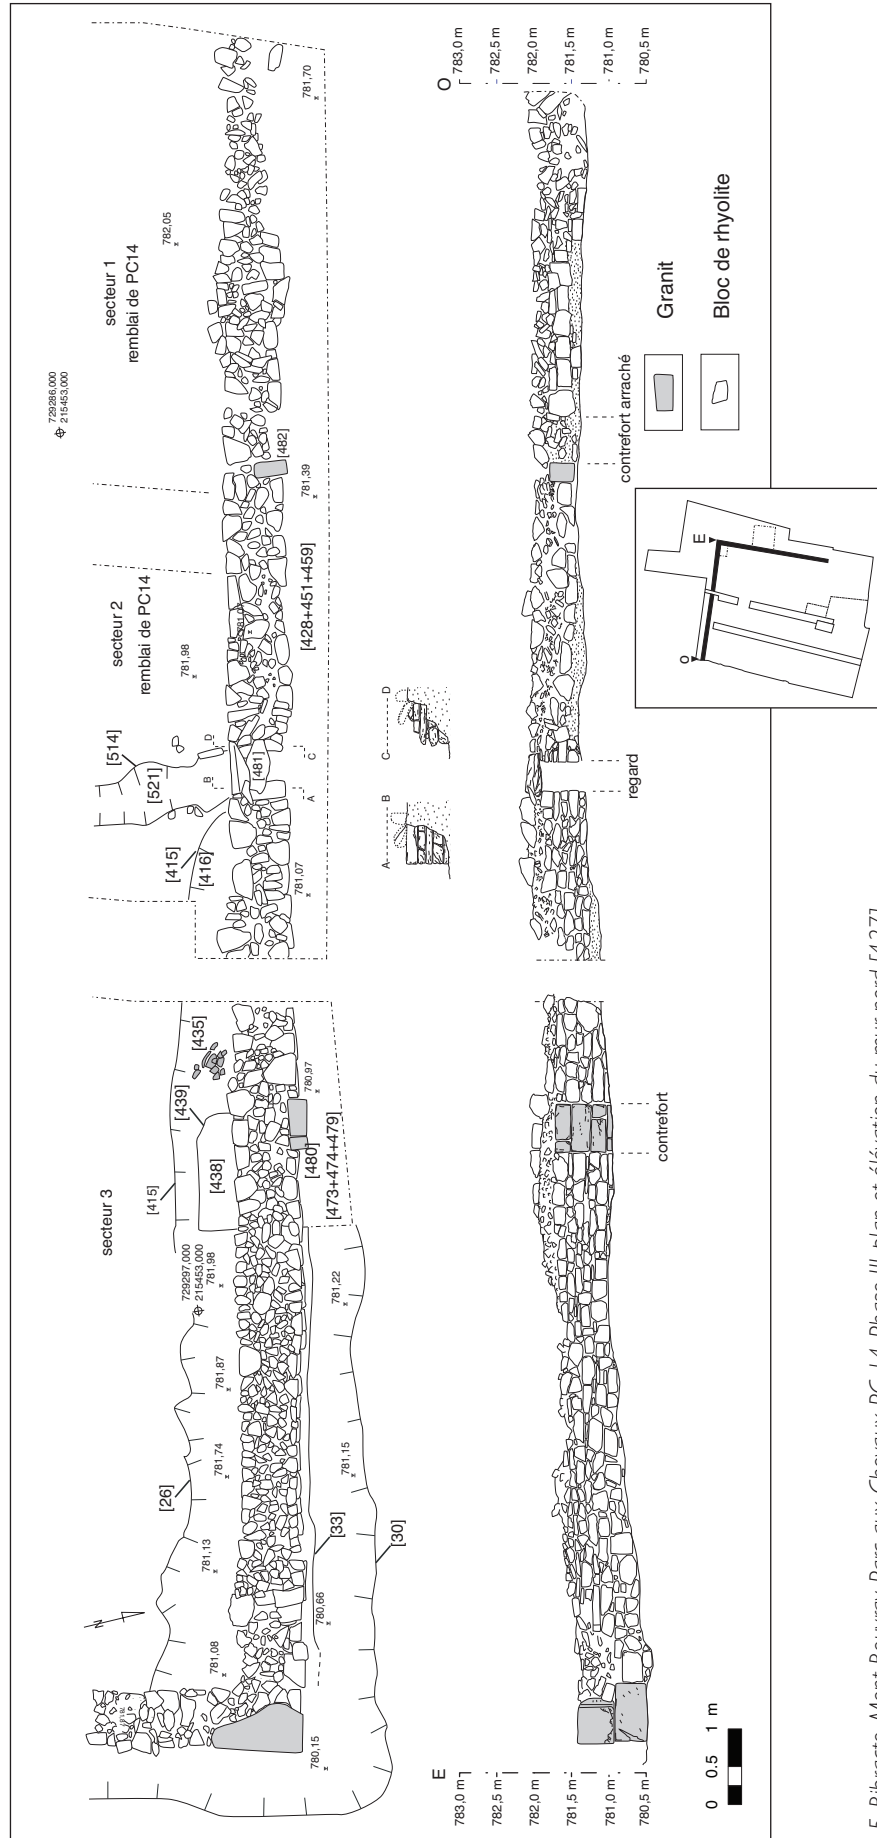 729286,000
215453,000
secteur 3
secteur 2
remblai de PC14
secteur 1
remblai de PC14
N
[26]
[415]
729297,000
215453,000
[439]
[438]
[435]
[415]
[416]
[514]
[521]
B
D
781,08
781,13
781,74
781,87
781,98
781,98
782,05
[481]
[482]
A
C
780,15
780,66
781,15
781,22
780,97
781,07
781,39
781,70
[33]
[30]
[480]
[473+474+479]
[428+451+459]
A
B
C
D
E
O
783,0 m
782,5 m
782,0 m
781,5 m
781,0 m
780,5 m
783,0 m
782,5 m
782,0 m
781,5 m
781,0 m
780,5 m
contrefort
regard
contrefort arraché
0 0.5 1 m
O
E
Granit
Bloc de rhyolite
5. Bibracte, Mont Beuvray, Parc aux Chevaux, PC 14. Phase III, plan et élévation du mur nord [427]